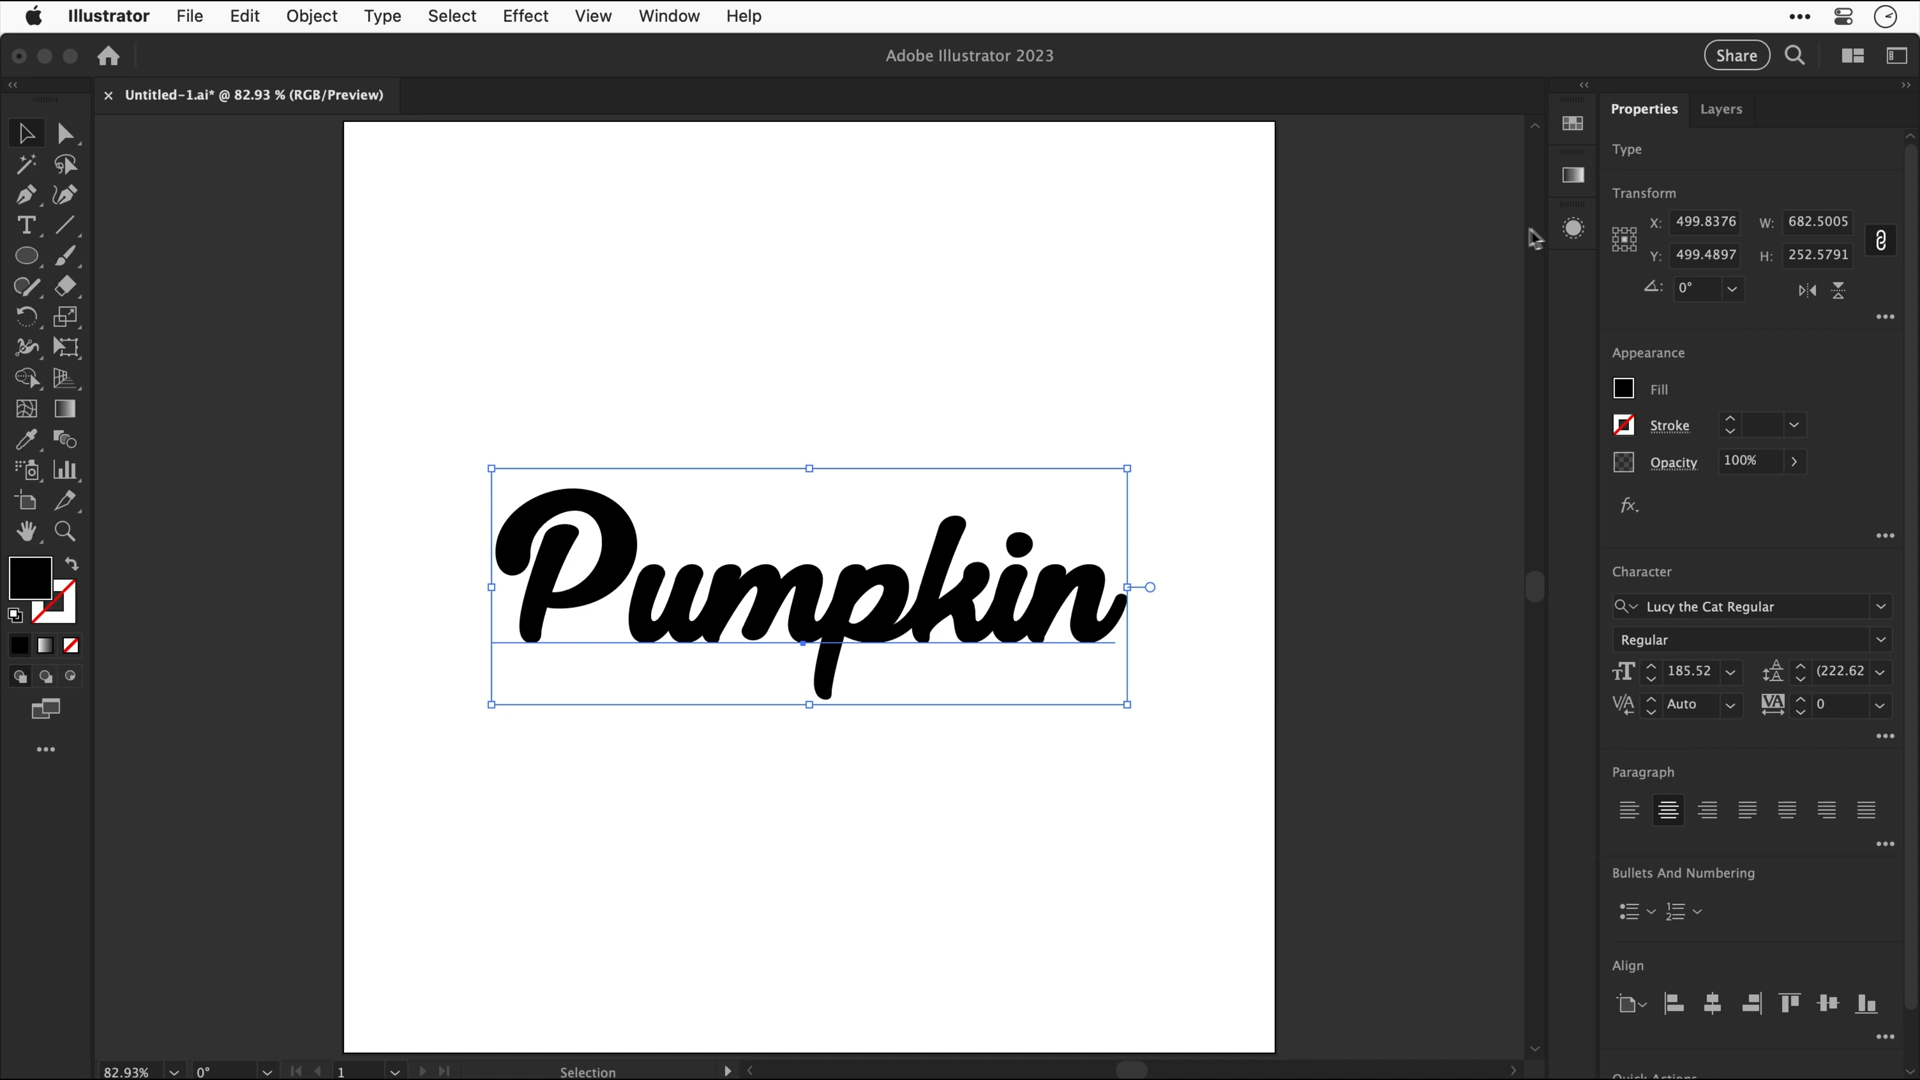 Illustrator File Edit Object Type Select Effect View Window Help
Adobe Illustrator 2023
Share
Untitled-1.ai* @ 82.93 % (RGB/Preview)
Properties Layers
Type
Transform
X: 499.8376 W: 682.5005
Y: 499.4897 H: 252.5791
0°
Appearance
Fill
Stroke
Opacity 100%
fx.
Pumpkin
Character
Lucy the Cat Regular
Regular
185.52 (222.62
Auto 0
Paragraph
Bullets And Numbering
Align
82.93% 0° 1 Selection
Quick Actions